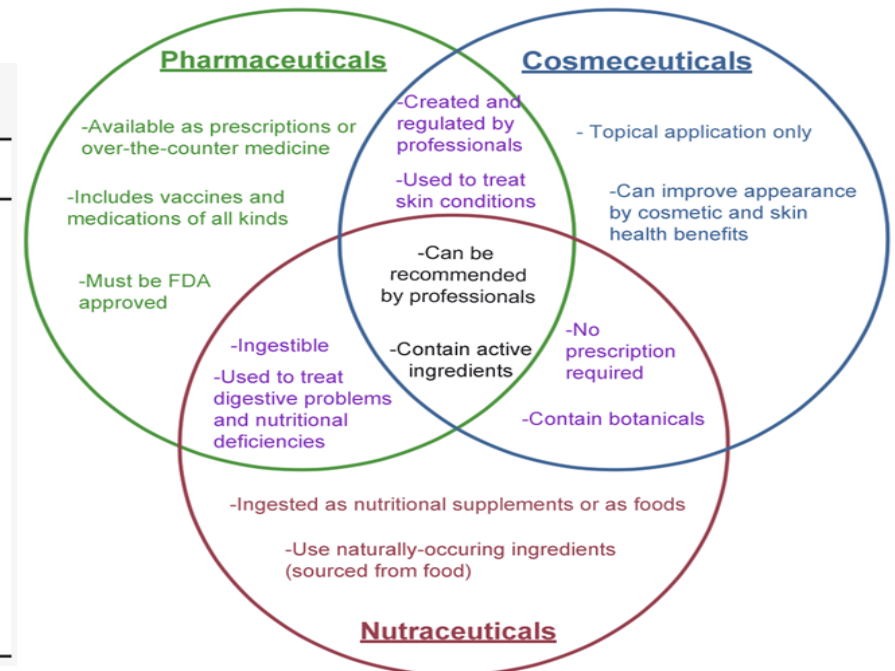 Pharmaceuticals
-Available as prescriptions or
over-the-counter medicine
-Includes vaccines and
medications of all kinds
-Must be FDA
approved
-Created and
regulated by
professionals
-Used to treat
skin conditions
Cosmeceuticals
- Topical application only
-Can improve appearance
by cosmetic and skin
health benefits
-Can be
recommended
by professionals
-Contain active
ingredients
-Ingestible
-Used to treat
digestive problems
and nutritional
deficiencies
-No
prescription
required
-Contain botanicals
-Ingested as nutritional supplements or as foods
-Use naturally-occuring ingredients
(sourced from food)
Nutraceuticals